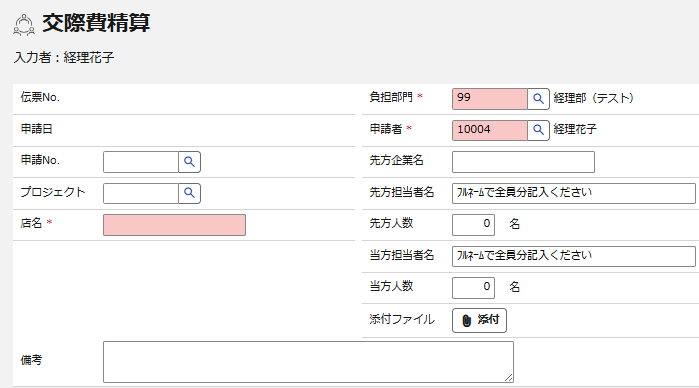 交際費精算
入力者：経理花子
伝票No.
負担部門 * 99 経理部（テスト）
申請日
申請者 * 10004 経理花子
申請No.
先方企業名
プロジェクト
先方担当者名 ﾌﾙﾈｰﾑで全員分記入ください
店名 *
先方人数 0 名
当方担当者名 ﾌﾙﾈｰﾑで全員分記入ください
当方人数 0 名
添付ファイル 添付
備考